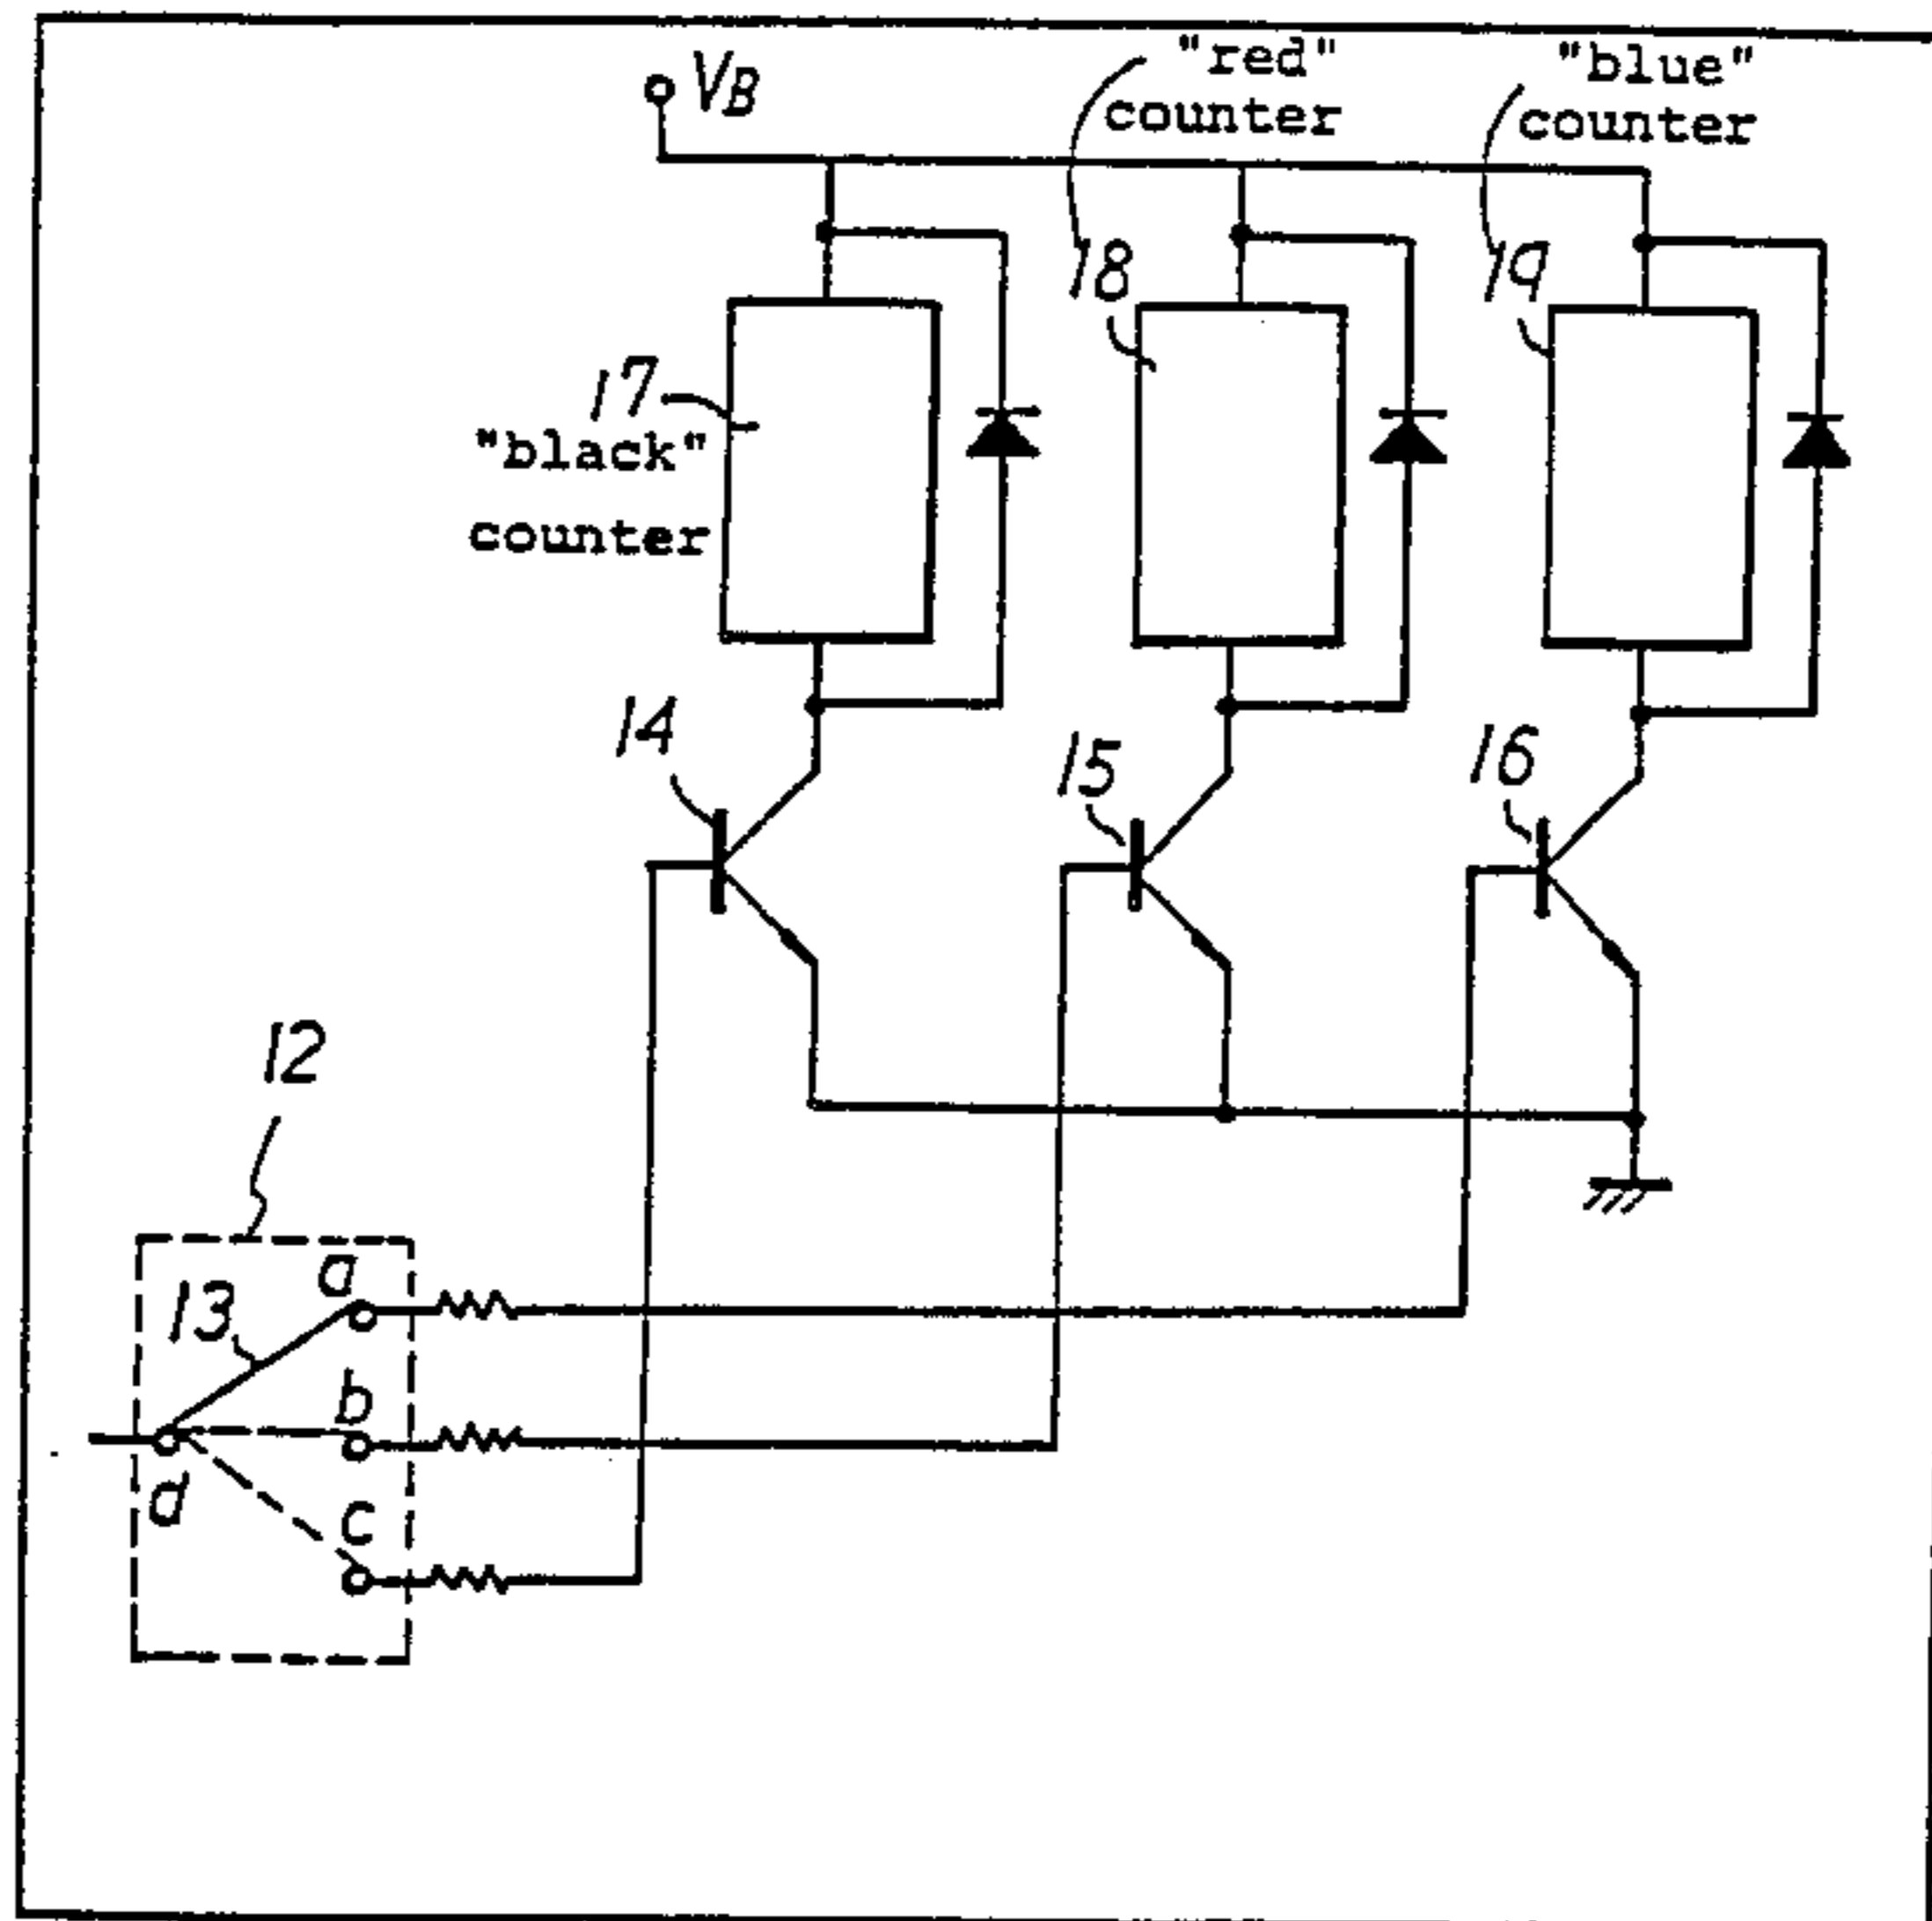 VB
"red"
counter
"blue"
counter
18
19
17
"black"
counter
14
15
16
12
13
a
b
c
d